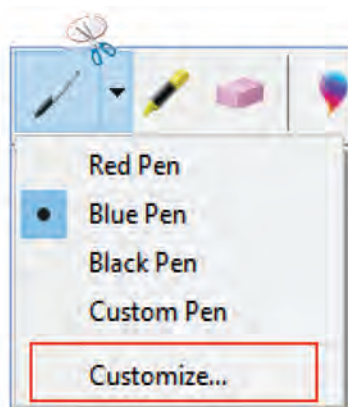 Red Pen
Blue Pen
Black Pen
Custom Pen
Customize...